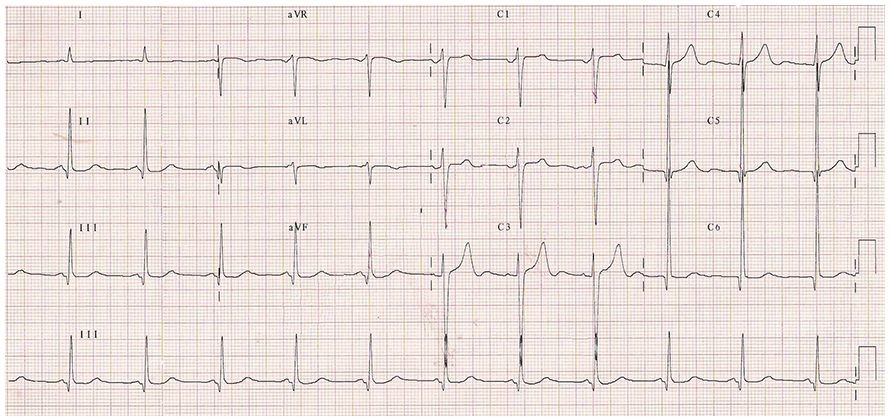 I aVR C1 C4
II aVL C2 C5
III aVF C3 C6
III